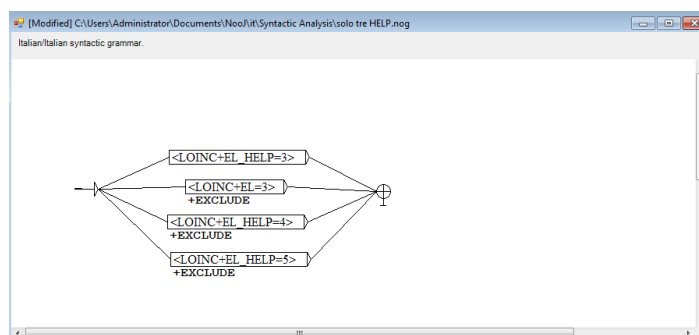 [Modified] C:\Users\Administrator\Documents\NooJ\it\Syntactic Analysis\solo tre HELP.nog
Italian/Italian syntactic grammar.
<LOINC+EL_HELP=3>
<LOINC+EL=3>
+EXCLUDE
<LOINC+EL_HELP=4>
+EXCLUDE
<LOINC+EL_HELP=5>
+EXCLUDE